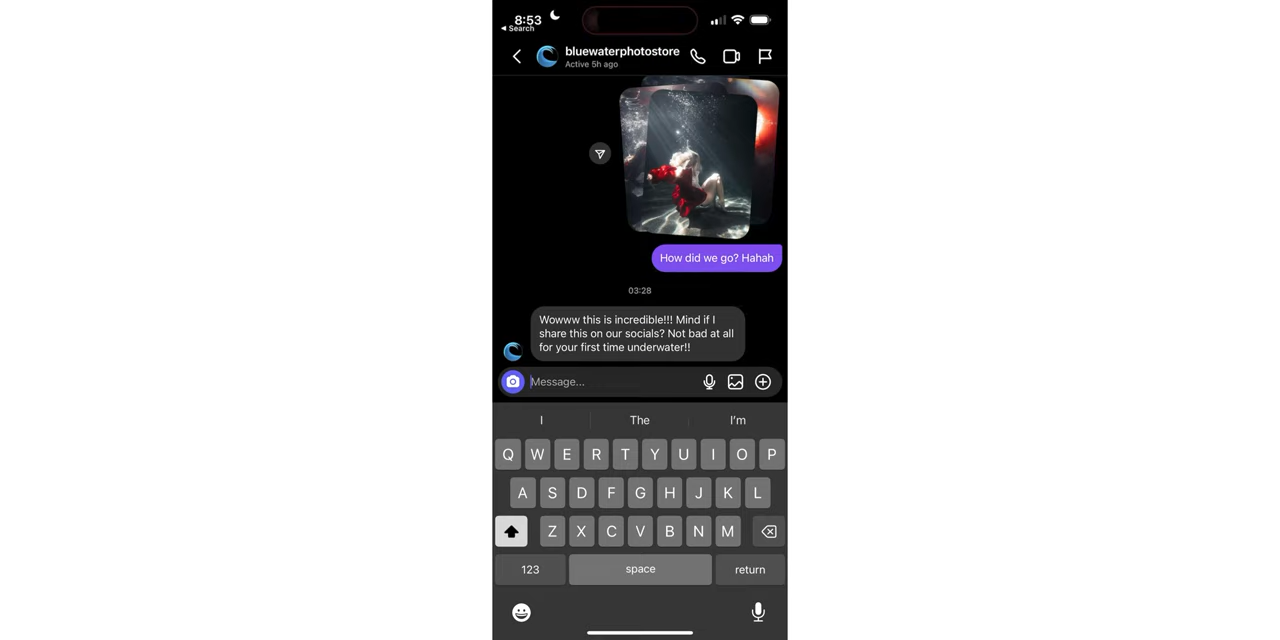 8:53
◀ Search
bluewaterphotostore
Active 5h ago
How did we go? Hahah
03:28
Wowww this is incredible!!! Mind if I
share this on our socials? Not bad at all
for your first time underwater!!
Message...
I The I'm
Q W E R T Y U I O P
A S D F G H J K L
Z X C V B N M
123 space return